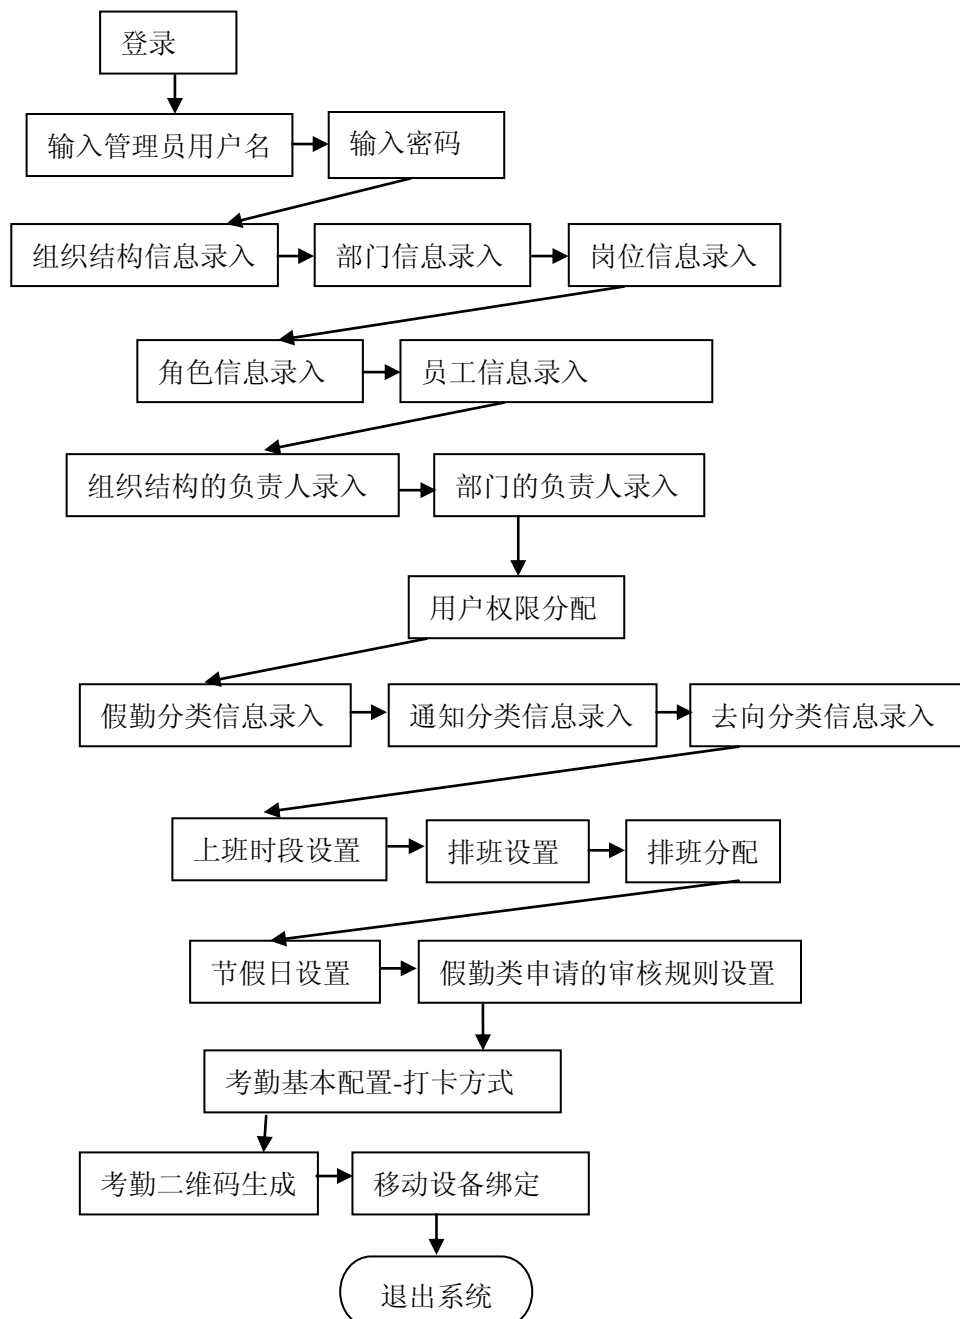 登录
输入管理员用户名
输入密码
组织结构信息录入
部门信息录入
岗位信息录入
角色信息录入
员工信息录入
组织结构的负责人录入
部门的负责人录入
用户权限分配
假勤分类信息录入
通知分类信息录入
去向分类信息录入
上班时段设置
排班设置
排班分配
节假日设置
假勤类申请的审核规则设置
考勤基本配置-打卡方式
考勤二维码生成
移动设备绑定
退出系统